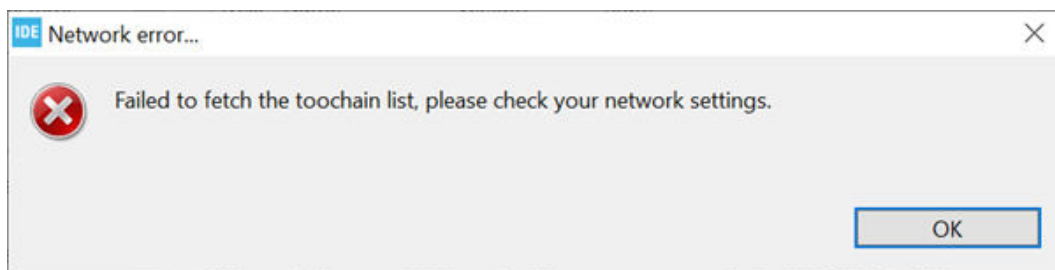 IDE Network error...
Failed to fetch the toochain list, please check your network settings.
OK